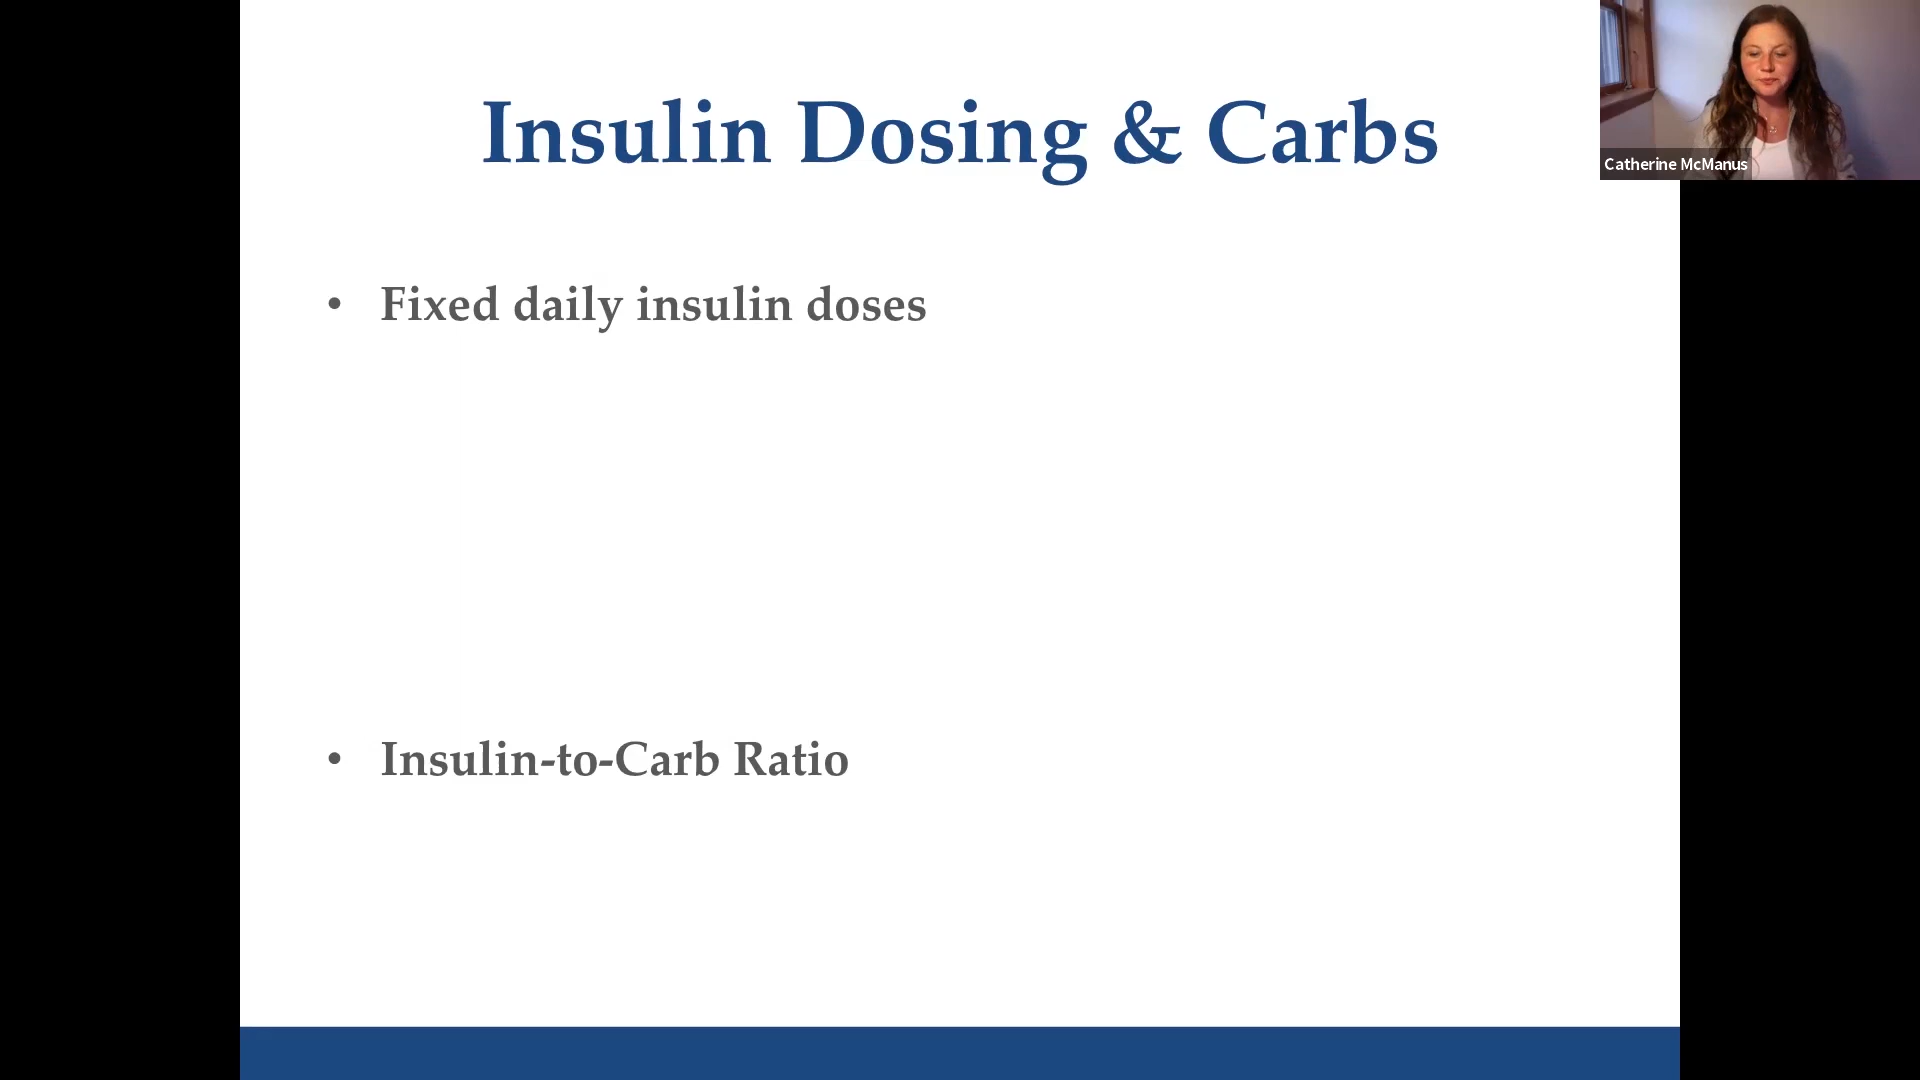 Insulin Dosing & Carbs
Catherine McManus
• Fixed daily insulin doses
• Insulin-to-Carb Ratio